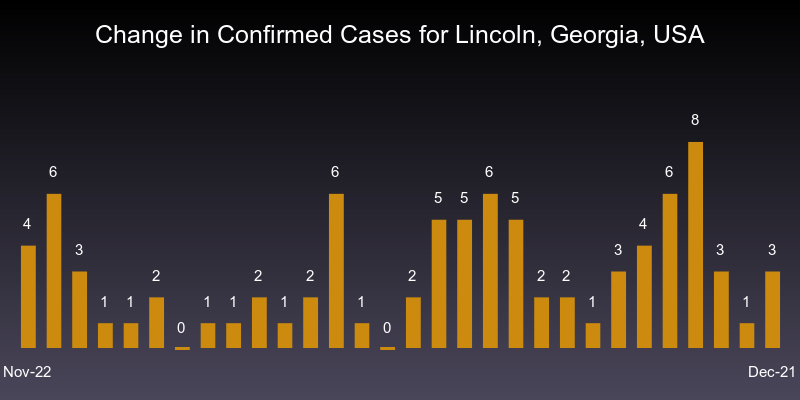 Change in Confirmed Cases for Lincoln, Georgia, USA
8
6 6 6 6
5 5 5
4 4
3 3 3 3
2 2 2 2 2 2
1 1 1 1 1 1 1 1
0 0
Nov-22 Dec-21